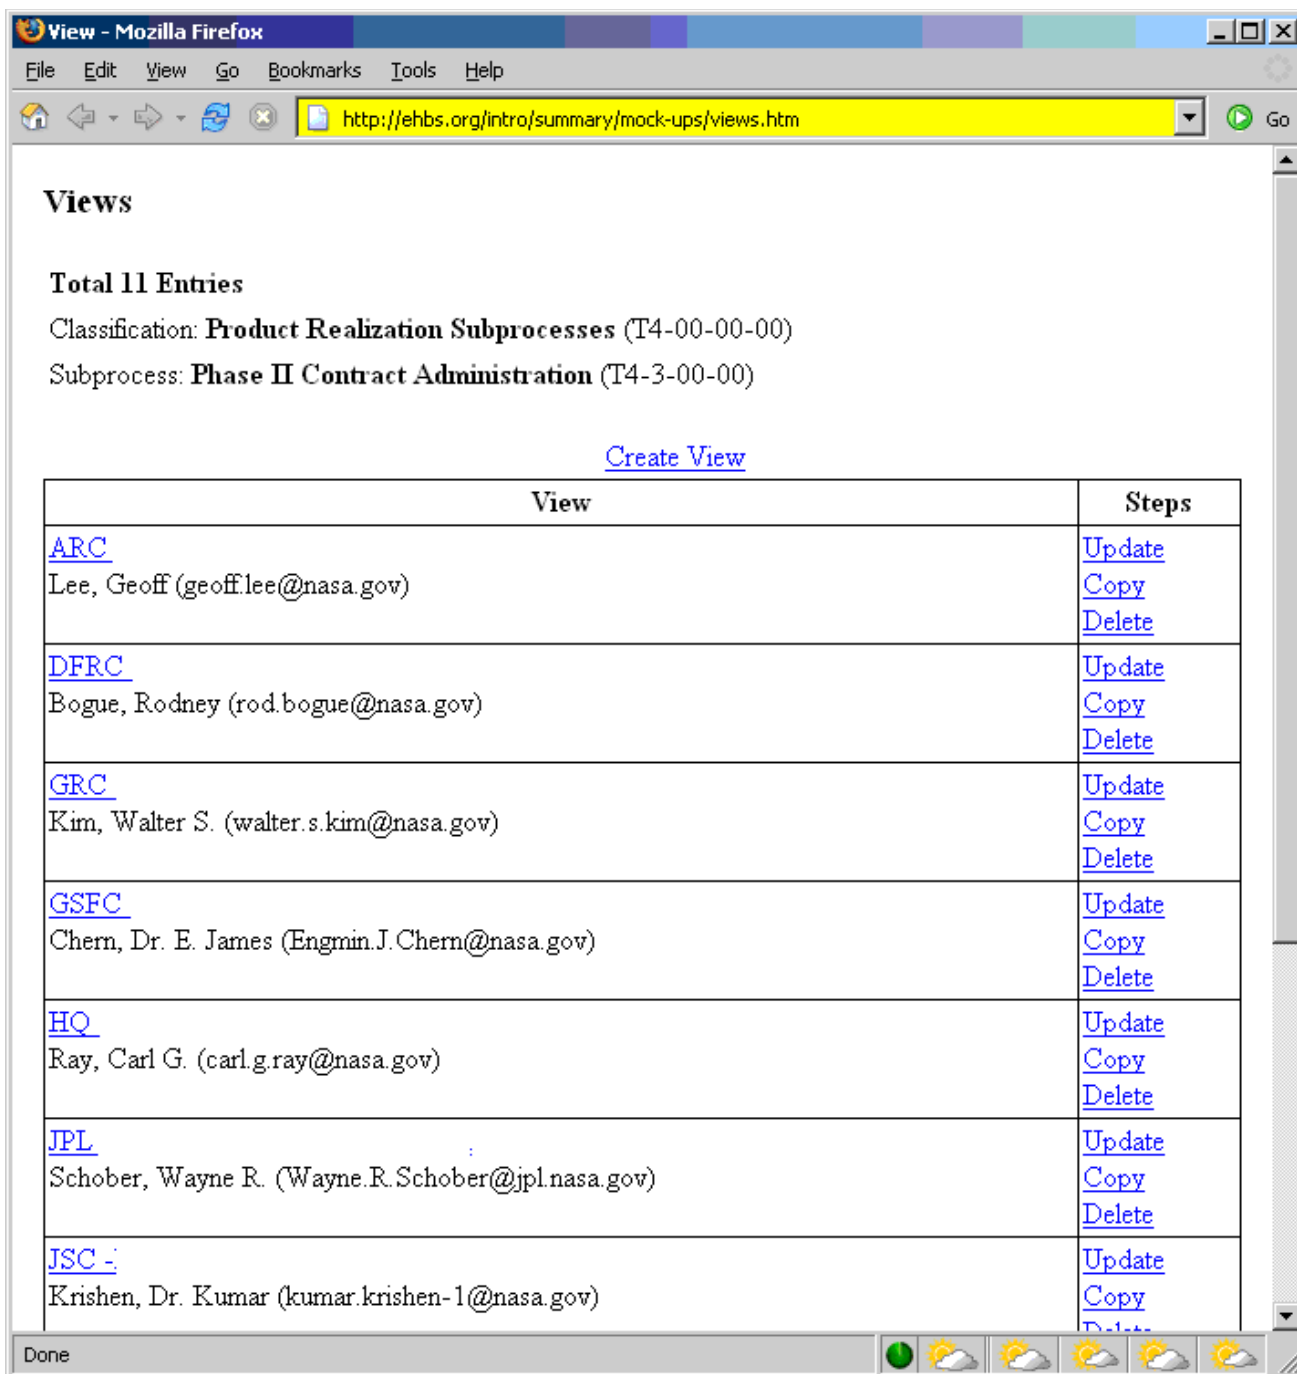 View - Mozilla Firefox
File Edit View Go Bookmarks Tools Help
http://ehbs.org/intro/summary/mock-ups/views.htm Go
Views
Total 11 Entries
Classification: Product Realization Subprocesses (T4-00-00-00)
Subprocess: Phase II Contract Administration (T4-3-00-00)
Create View
View Steps
ARC Update
Lee, Geoff (geoff.lee@nasa.gov) Copy
Delete
DFRC Update
Bogue, Rodney (rod.bogue@nasa.gov) Copy
Delete
GRC Update
Kim, Walter S. (walter.s.kim@nasa.gov) Copy
Delete
GSFC Update
Chern, Dr. E. James (Engmin.J.Chern@nasa.gov) Copy
Delete
HQ Update
Ray, Carl G. (carl.g.ray@nasa.gov) Copy
Delete
JPL Update
Schober, Wayne R. (Wayne.R.Schober@jpl.nasa.gov) Copy
Delete
JSC - Update
Krishen, Dr. Kumar (kumar.krishen-1@nasa.gov) Copy
Delete
Done